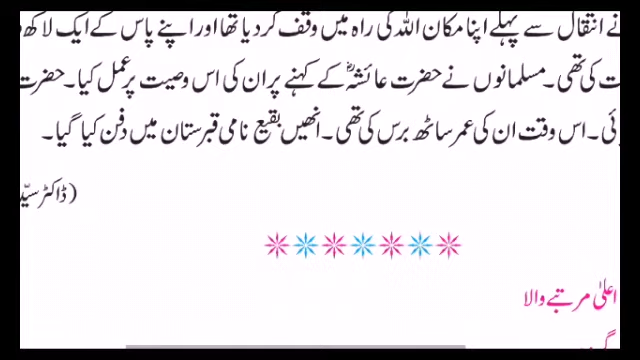 نے انتقال سے پہلے اپنا مکان اللہ کی راہ میں وقف کر دیا تھا اور اپنے پاس کے ایک لاکھ
ت کی تھی۔ مسلمانوں نے حضرت عائشہؓ کے کہنے پر ان کی اس وصیت پر عمل کیا۔ حضرت
ئی۔ اس وقت ان کی عمر ساٹھ برس کی تھی۔ انھیں بقیع نامی قبرستان میں دفن کیا گیا۔
(ڈاکٹر سیّد
اعلیٰ مرتبے والا